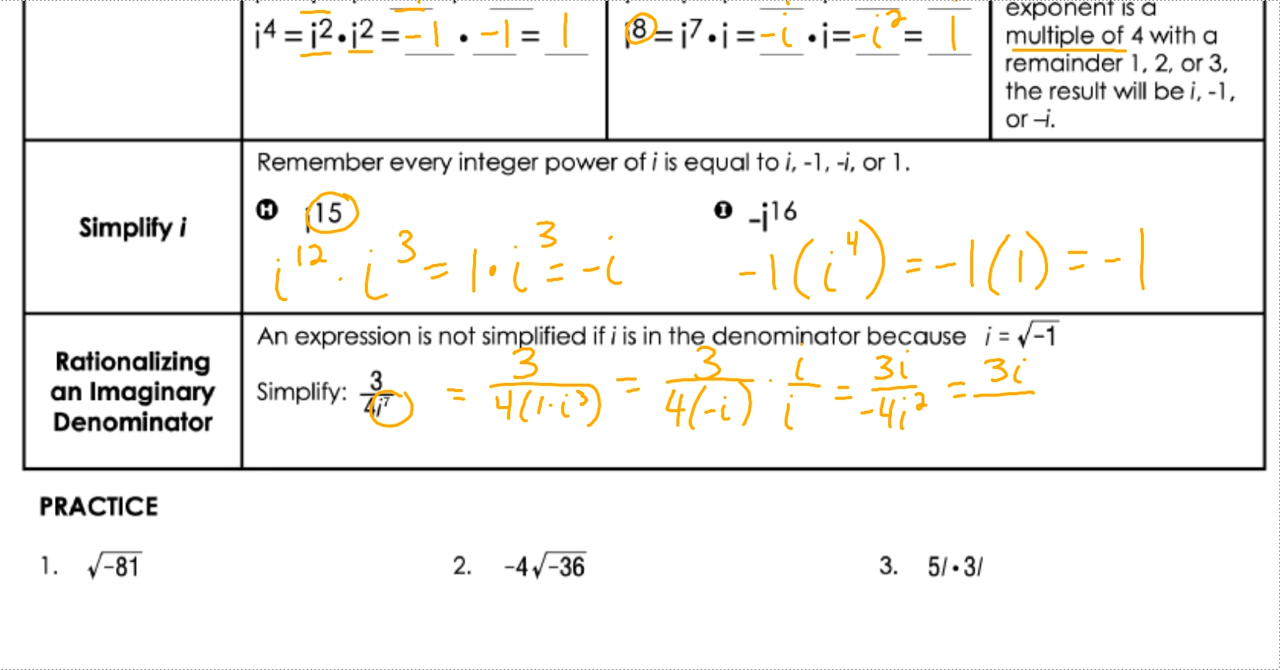 exponent is a
i4 = i2 • i2 = -1 • -1 = 1
i8 = i7 • i = -i • i = -i² = 1
multiple of 4 with a
remainder 1, 2, or 3,
the result will be i, -1,
or –i.
Simplify i
Remember every integer power of i is equal to i, -1, -i, or 1.
H i15
i¹² · i³ = 1 • i³ = -i
I -i16
-1(i⁴) = -1(1) = -1
Rationalizing
an Imaginary
Denominator
An expression is not simplified if i is in the denominator because i = √-1
Simplify: 3/4i⁷ = 3/4(1·i³) = 3/4(-i) · i/i = 3i/-4i² = 3i
PRACTICE
1. √-81
2. -4√-36
3. 5i • 3i